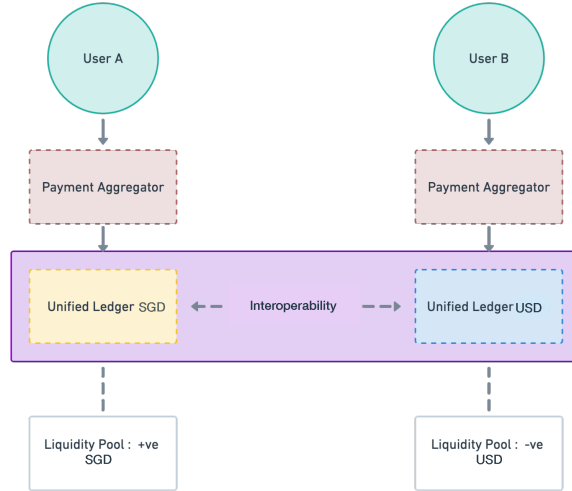 User A
User B
Payment Aggregator
Payment Aggregator
Unified Ledger SGD
Interoperability
Unified Ledger USD
Liquidity Pool : +ve
SGD
Liquidity Pool : -ve
USD